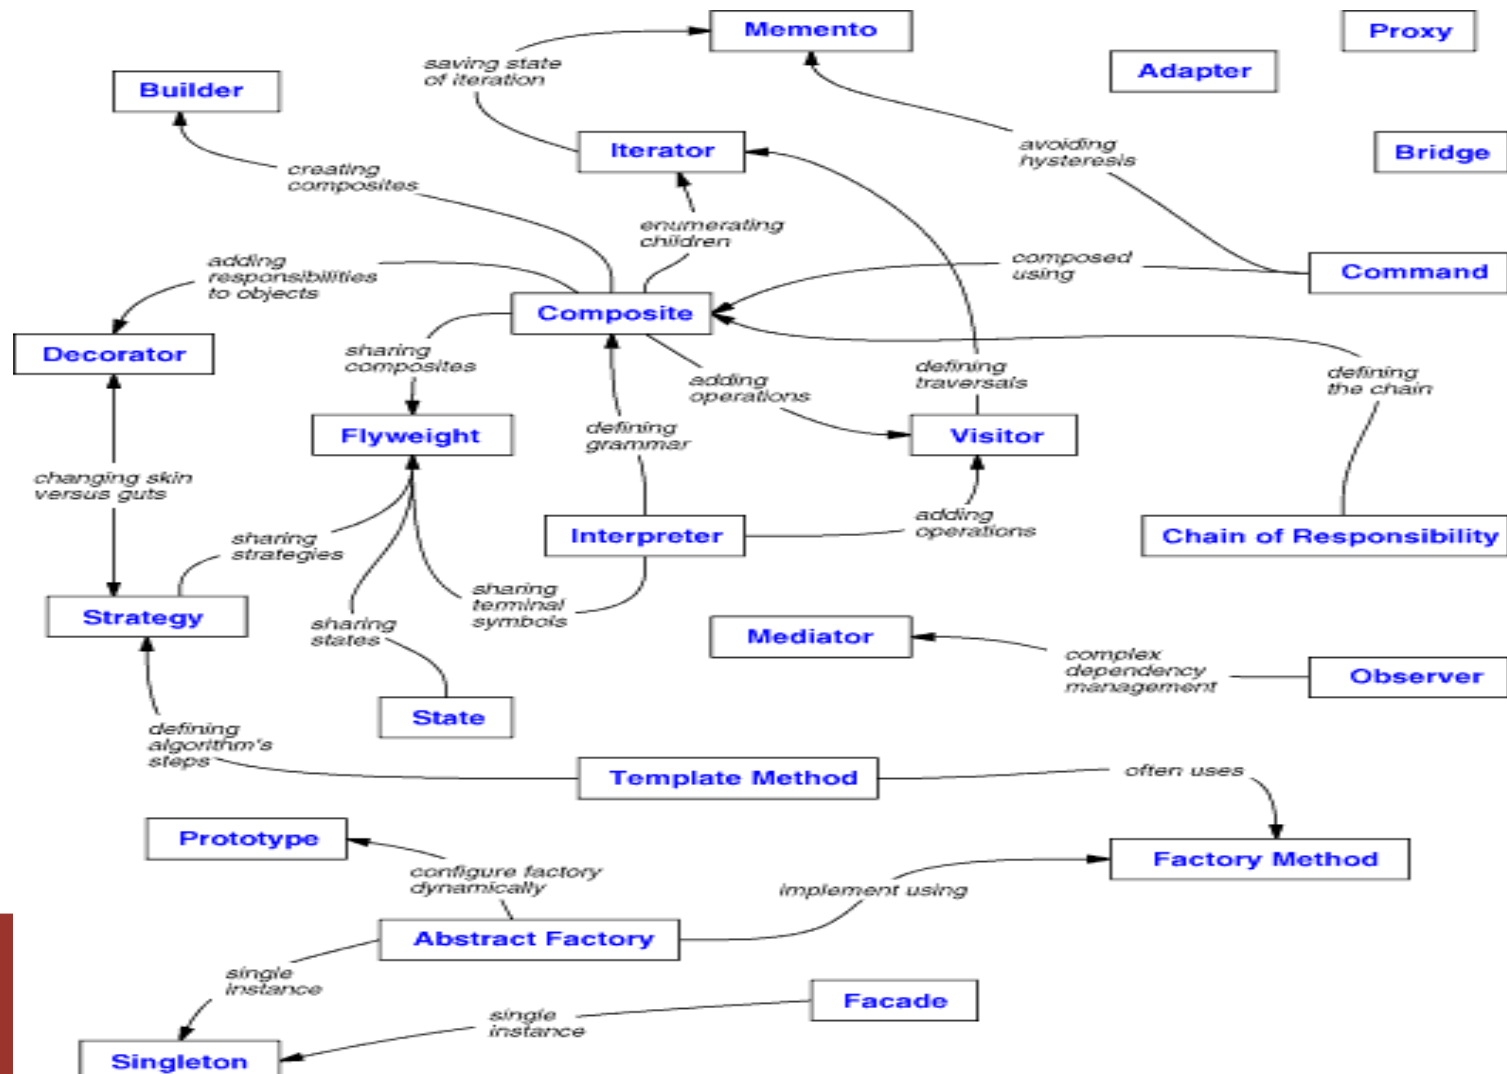 Memento
Proxy
saving state
of iteration
Adapter
Builder
avoiding
hysteresis
Iterator
Bridge
creating
composites
enumerating
children
adding
responsibilities
to objects
composed
using
Command
Composite
Decorator
sharing
composites
adding
operations
defining
traversals
defining
the chain
Flyweight
defining
grammar
Visitor
changing skin
versus guts
sharing
strategies
Interpreter
adding
operations
Chain of Responsibility
Strategy
sharing
states
sharing
terminal
symbols
Mediator
complex
dependency
management
Observer
State
defining
algorithm's
steps
Template Method
often uses
Prototype
configure factory
dynamically
implement using
Factory Method
Abstract Factory
single
instance
Facade
single
instance
Singleton